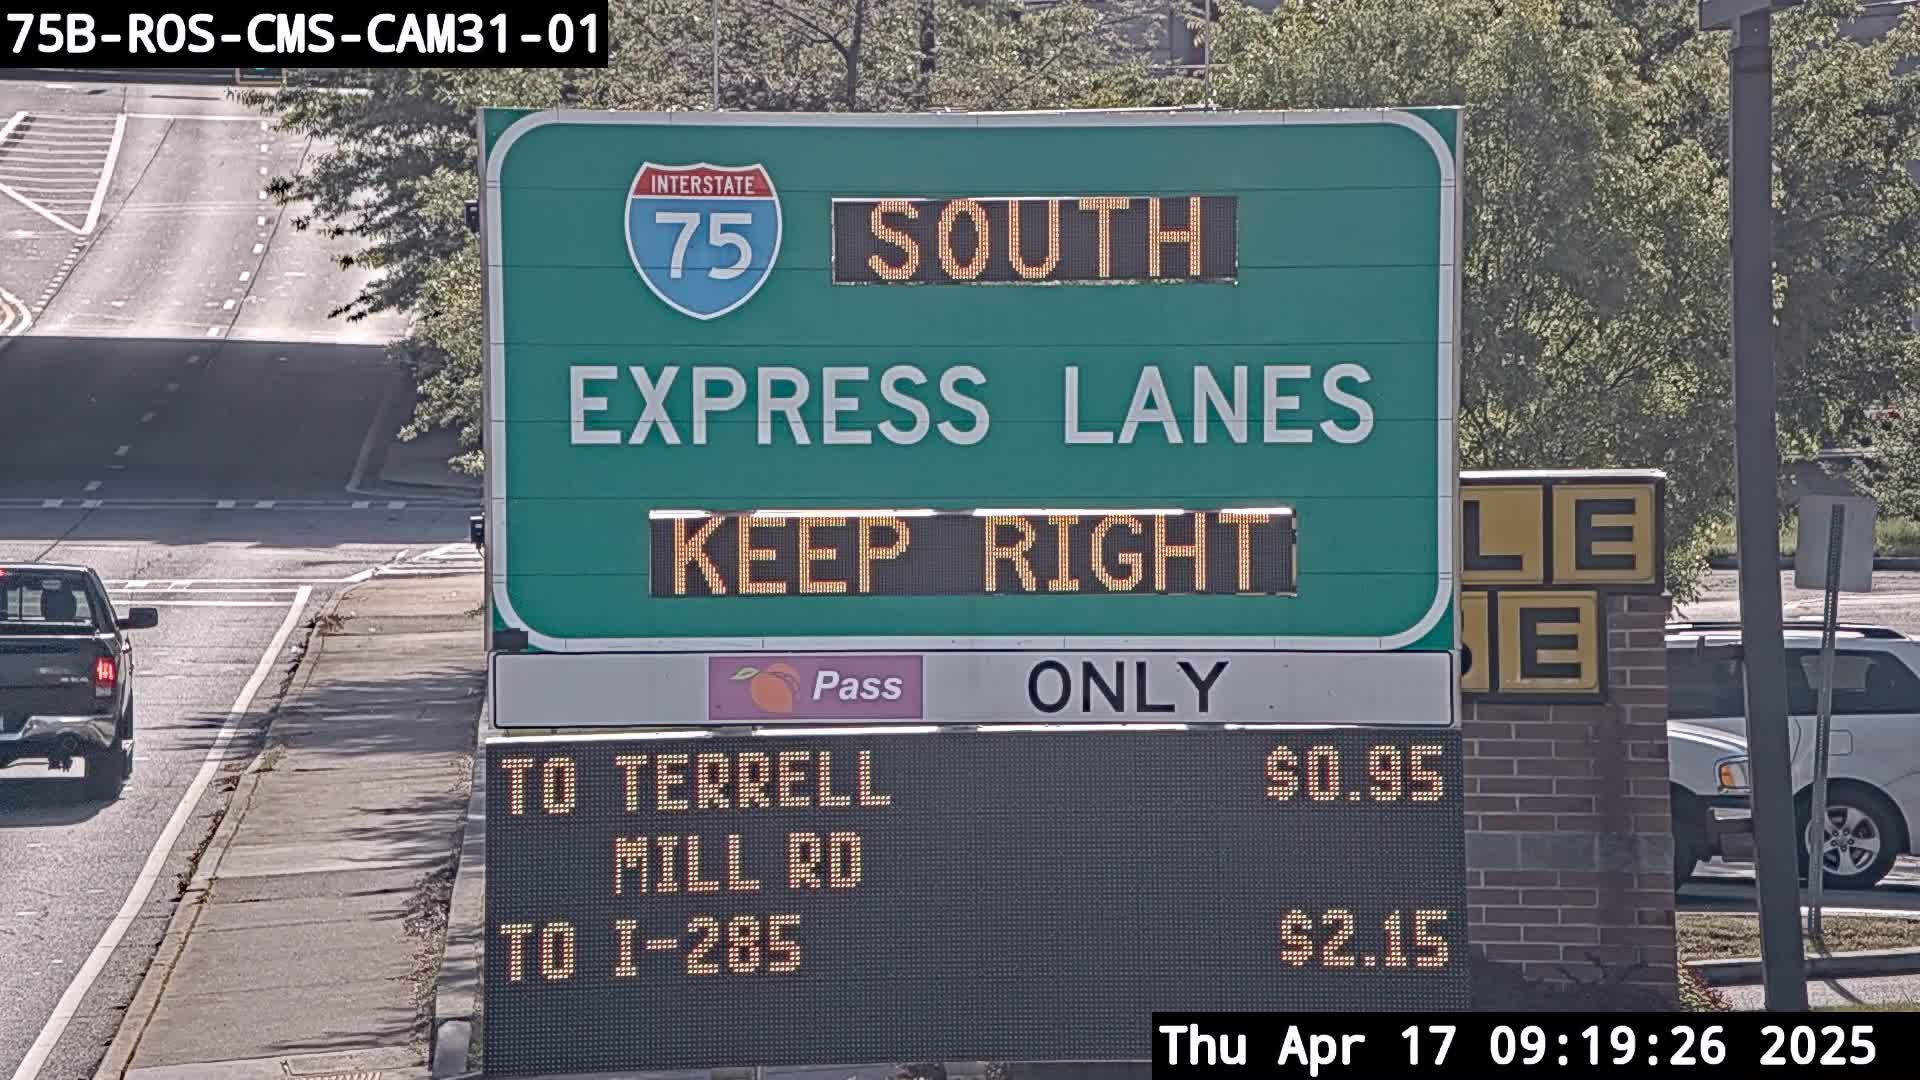 75B-ROS-CMS-CAM31-01
INTERSTATE
75
SOUTH
EXPRESS LANES
KEEP RIGHT
Pass ONLY
TO TERRELL $0.95
MILL RD
TO I-285 $2.15
LE
E
Thu Apr 17 09:19:26 2025